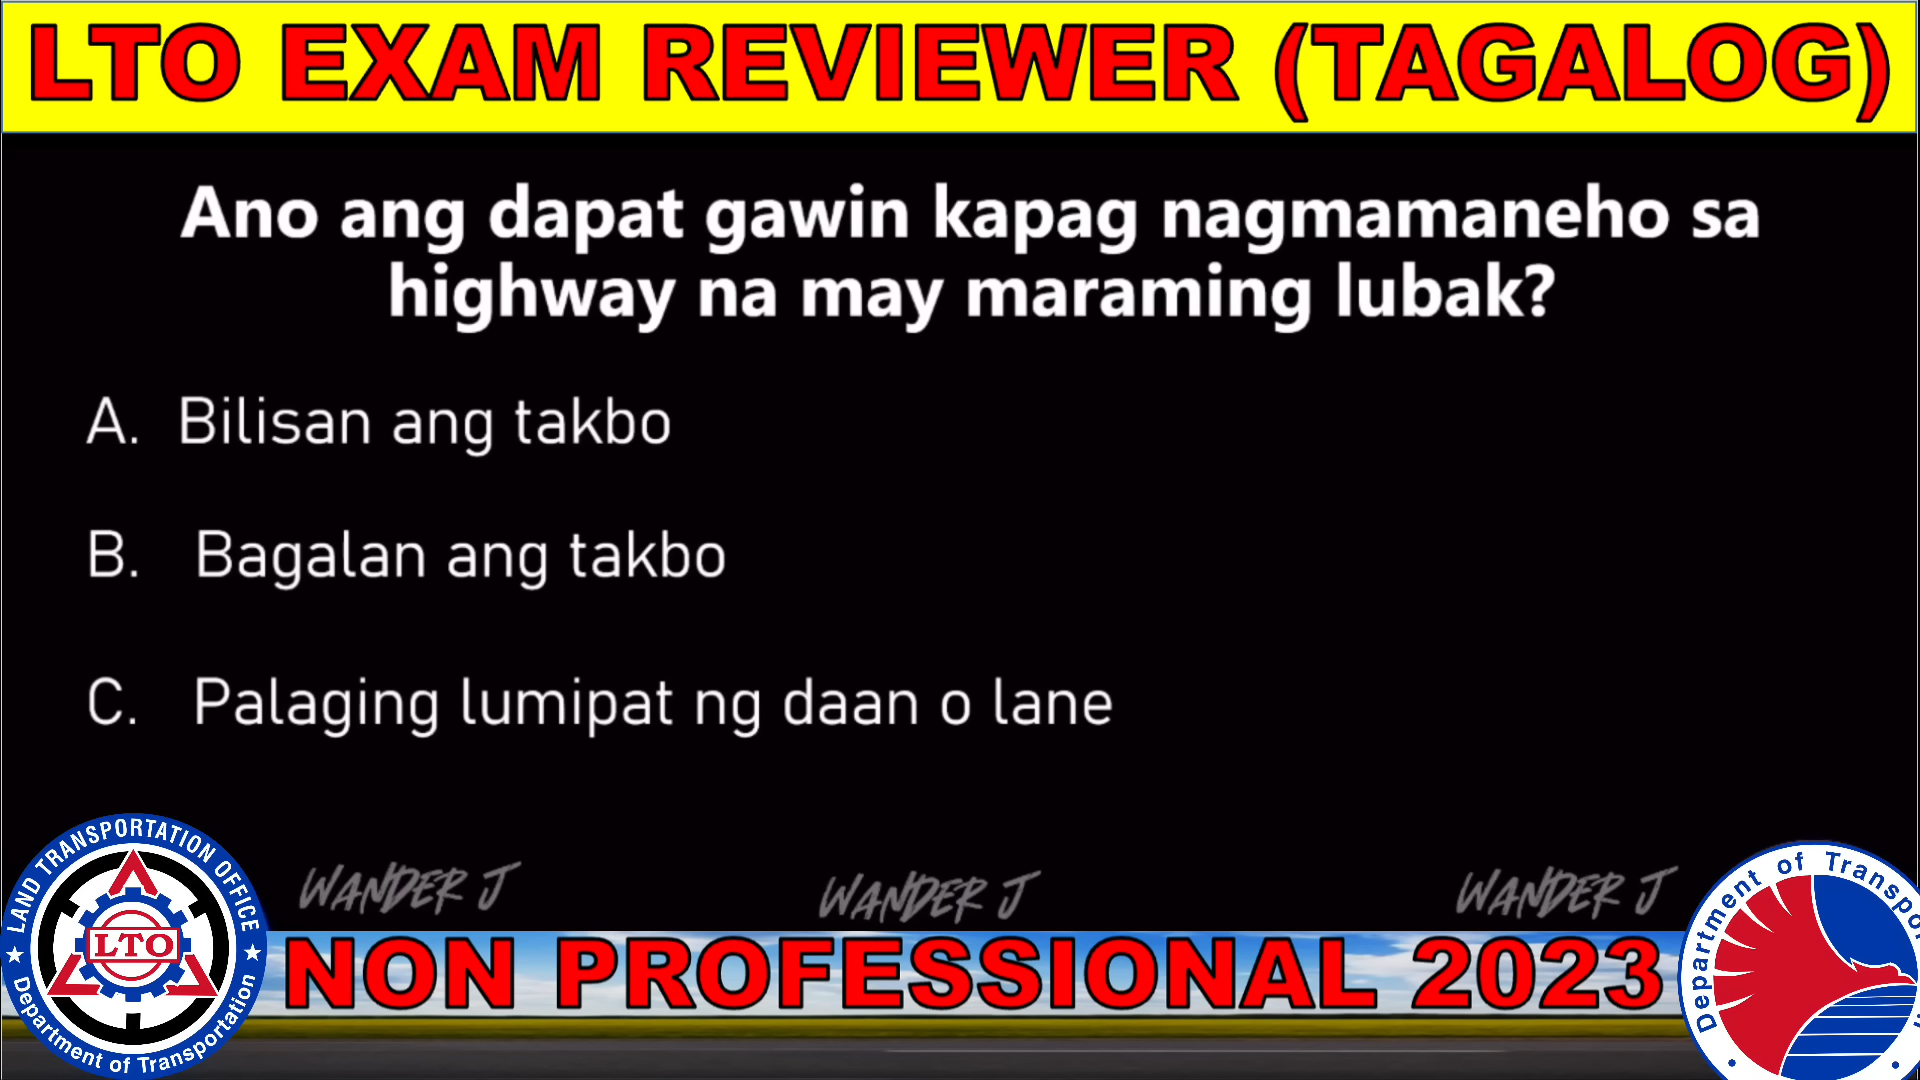 LTO EXAM REVIEWER (TAGALOG)
Ano ang dapat gawin kapag nagmamaneho sa
highway na may maraming lubak?
A. Bilisan ang takbo
B. Bagalan ang takbo
C. Palaging lumipat ng daan o lane
LAND TRANSPORTATION OFFICE
LTO
Department of Transportation
WANDER J
WANDER J
WANDER J
NON PROFESSIONAL 2023
Department of Transpo